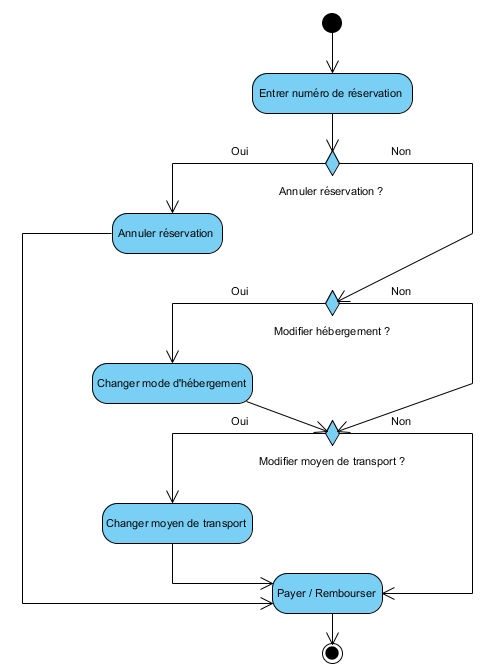 Entrer numéro de réservation
Oui
Non
Annuler réservation ?
Annuler réservation
Oui
Non
Modifier hébergement ?
Changer mode d'hébergement
Oui
Non
Modifier moyen de transport ?
Changer moyen de transport
Payer / Rembourser